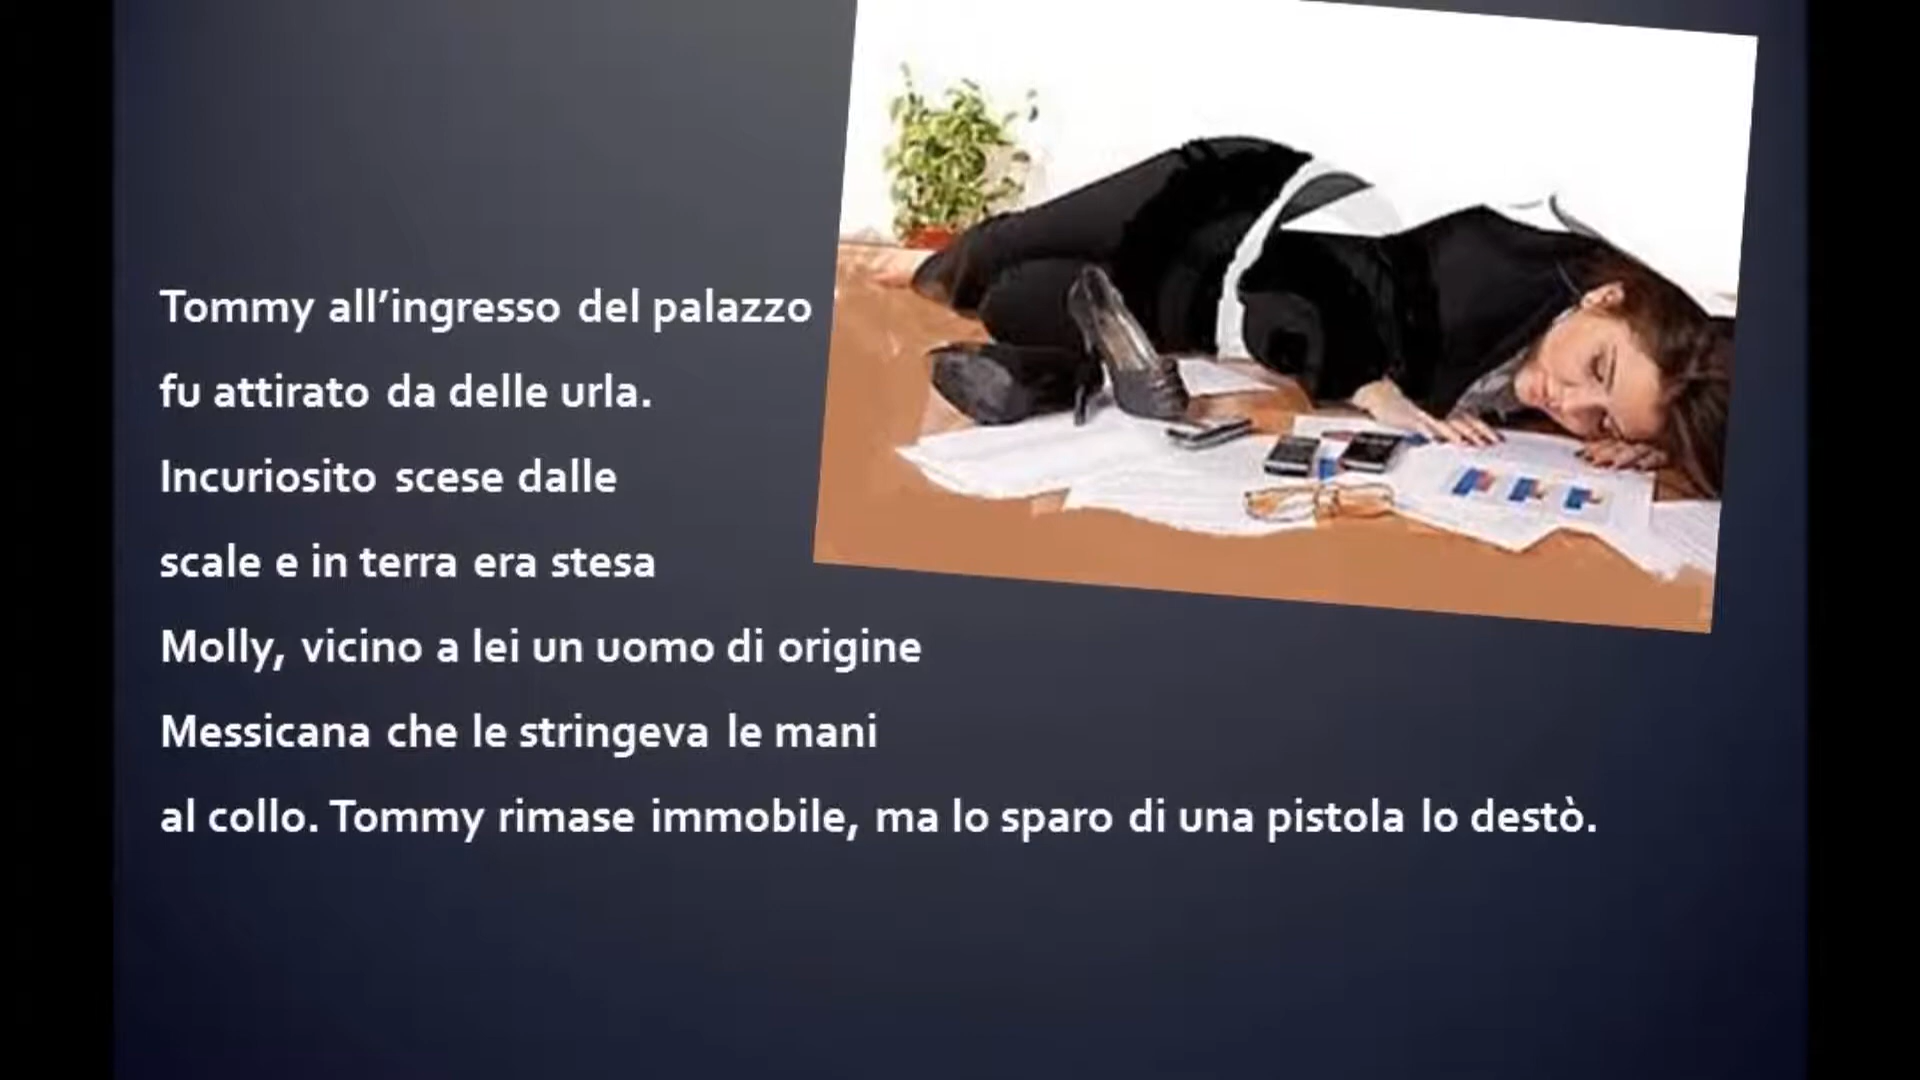 Tommy all’ingresso del palazzo
fu attirato da delle urla.
Incuriosito scese dalle
scale e in terra era stesa
Molly, vicino a lei un uomo di origine
Messicana che le stringeva le mani
al collo. Tommy rimase immobile, ma lo sparo di una pistola lo destò.